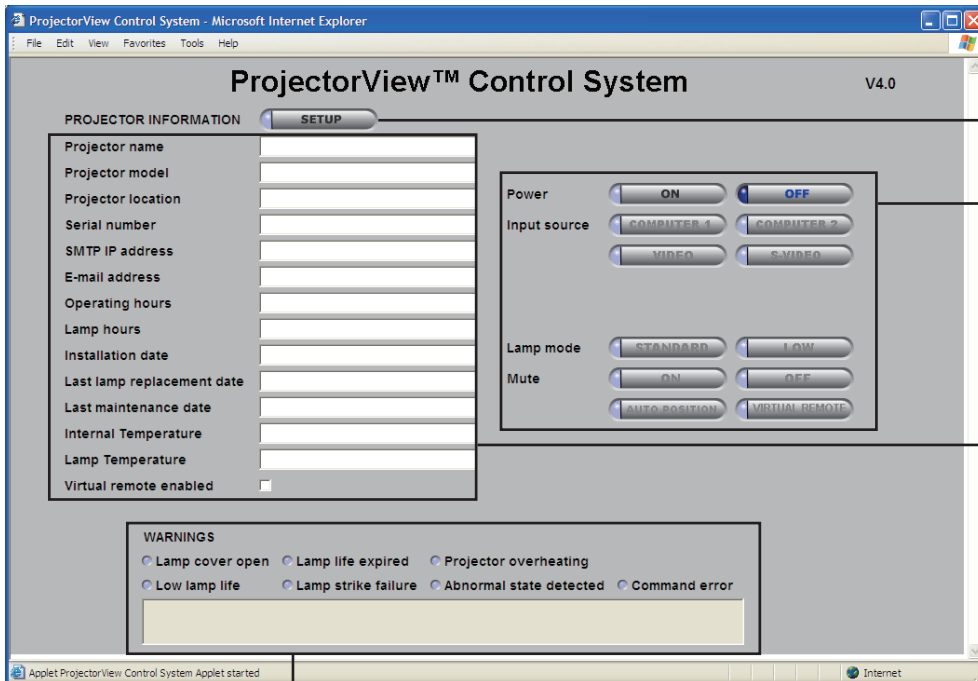 ProjectorView Control System - Microsoft Internet Explorer
File Edit View Favorites Tools Help
ProjectorView™ Control System
V4.0
PROJECTOR INFORMATION SETUP
Projector name
Projector model
Projector location
Serial number
SMTP IP address
E-mail address
Operating hours
Lamp hours
Installation date
Last lamp replacement date
Last maintenance date
Internal Temperature
Lamp Temperature
Virtual remote enabled
Power ON OFF
Input source COMPUTER 1 COMPUTER 2
VIDEO S-VIDEO
Lamp mode STANDARD LOW
Mute ON OFF
AUTO POSITION VIRTUAL REMOTE
WARNINGS
Lamp cover open Lamp life expired Projector overheating
Low lamp life Lamp strike failure Abnormal state detected Command error
Applet ProjectorView Control System Applet started
Internet